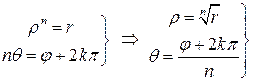 ρⁿ = r
nθ = φ + 2kπ
} ⇒
ρ = ⁿ√r
θ = (φ + 2kπ)/n
}